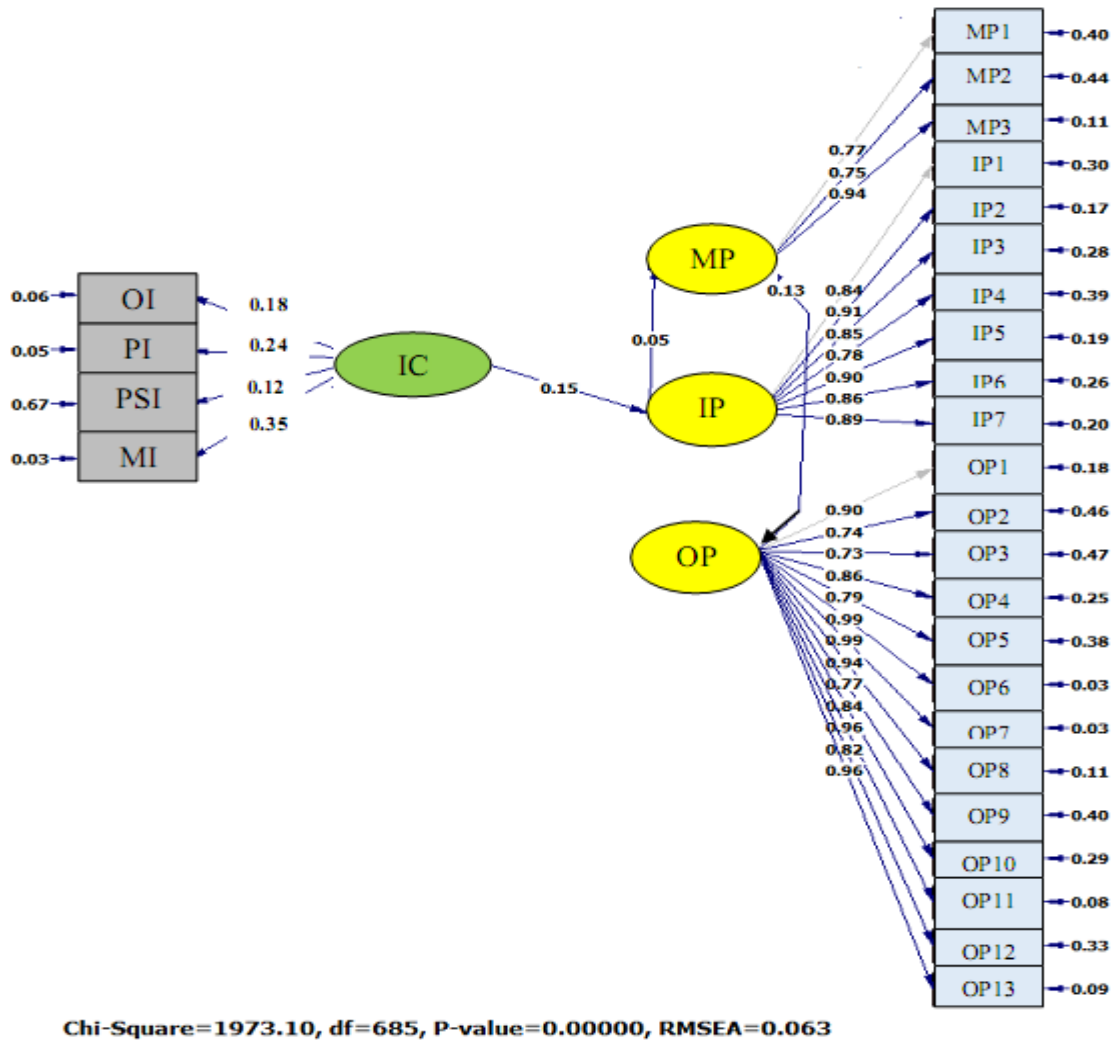 MP1
0.40
MP2
0.44
MP3
0.11
IP1
0.30
IP2
0.17
IP3
0.28
IP4
0.39
IP5
0.19
IP6
0.26
IP7
0.20
OP1
0.18
OP2
0.46
OP3
0.47
OP4
0.25
OP5
0.38
OP6
0.03
OP7
0.03
OP8
0.11
OP9
0.40
OP10
0.29
OP11
0.08
OP12
0.33
OP13
0.09
0.77
0.75
0.94
MP
0.13
0.84
0.91
0.85
0.78
0.90
0.86
0.89
0.05
IP
0.15
IC
0.06
OI
0.18
0.05
PI
0.24
0.67
PSI
0.12
0.03
MI
0.35
OP
0.90
0.74
0.73
0.86
0.79
0.99
0.99
0.94
0.77
0.84
0.96
0.82
0.96
Chi-Square=1973.10, df=685, P-value=0.00000, RMSEA=0.063